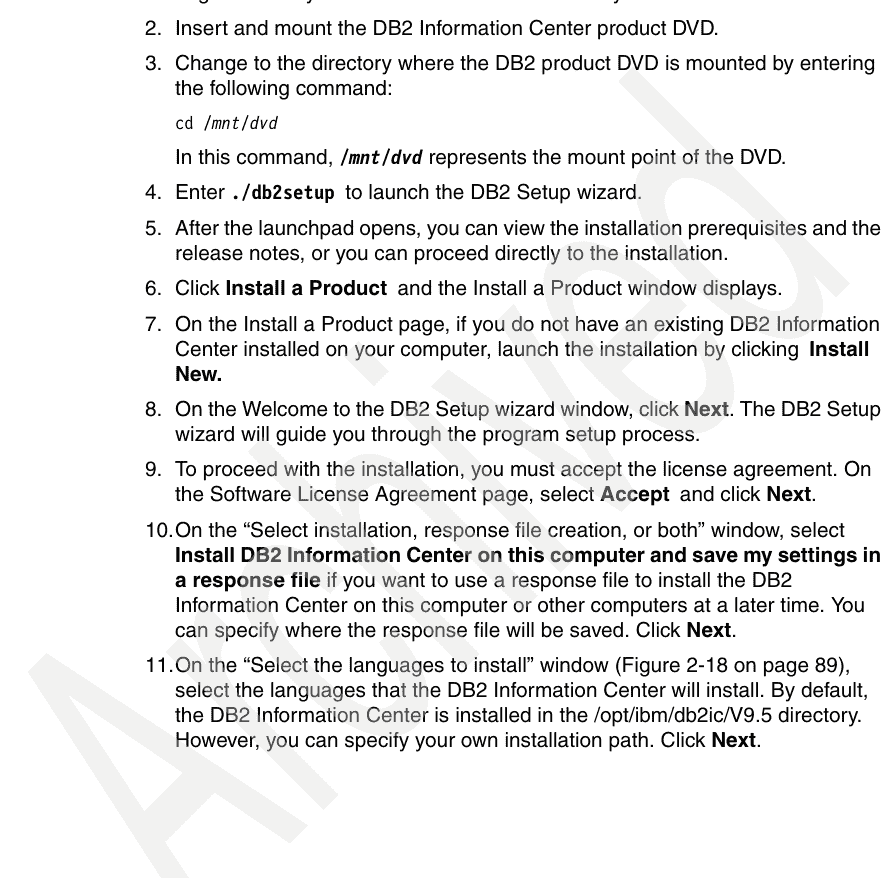 2. Insert and mount the DB2 Information Center product DVD.
3. Change to the directory where the DB2 product DVD is mounted by entering
the following command:
cd /mnt/dvd
In this command, /mnt/dvd represents the mount point of the DVD.
4. Enter ./db2setup to launch the DB2 Setup wizard.
5. After the launchpad opens, you can view the installation prerequisites and the
release notes, or you can proceed directly to the installation.
6. Click Install a Product and the Install a Product window displays.
7. On the Install a Product page, if you do not have an existing DB2 Information
Center installed on your computer, launch the installation by clicking Install
New.
8. On the Welcome to the DB2 Setup wizard window, click Next. The DB2 Setup
wizard will guide you through the program setup process.
9. To proceed with the installation, you must accept the license agreement. On
the Software License Agreement page, select Accept and click Next.
10.On the “Select installation, response file creation, or both” window, select
Install DB2 Information Center on this computer and save my settings in
a response file if you want to use a response file to install the DB2
Information Center on this computer or other computers at a later time. You
can specify where the response file will be saved. Click Next.
11.On the “Select the languages to install” window (Figure 2-18 on page 89),
select the languages that the DB2 Information Center will install. By default,
the DB2 Information Center is installed in the /opt/ibm/db2ic/V9.5 directory.
However, you can specify your own installation path. Click Next.
Archived